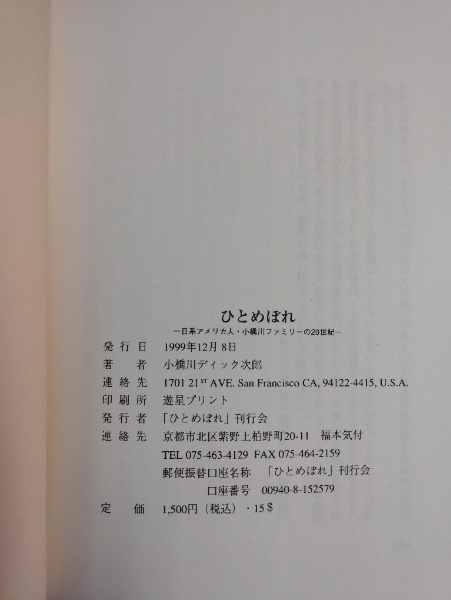 ひとめぼれ
―日系アメリカ人・小橋川ファミリーの20世紀―
発行日 1999年12月8日
著者 小橋川ディック次郎
連絡先 1701 21ST AVE. San Francisco CA, 94122-4415, U.S.A.
印刷所 遊星プリント
発行者 「ひとめぼれ」刊行会
連絡先 京都市北区紫野上柏野町20-11 福本気付
TEL 075-463-4129 FAX 075-464-2159
郵便振替口座名称 「ひとめぼれ」刊行会
口座番号 00940-8-152579
定価 1,500円（税込）・15$